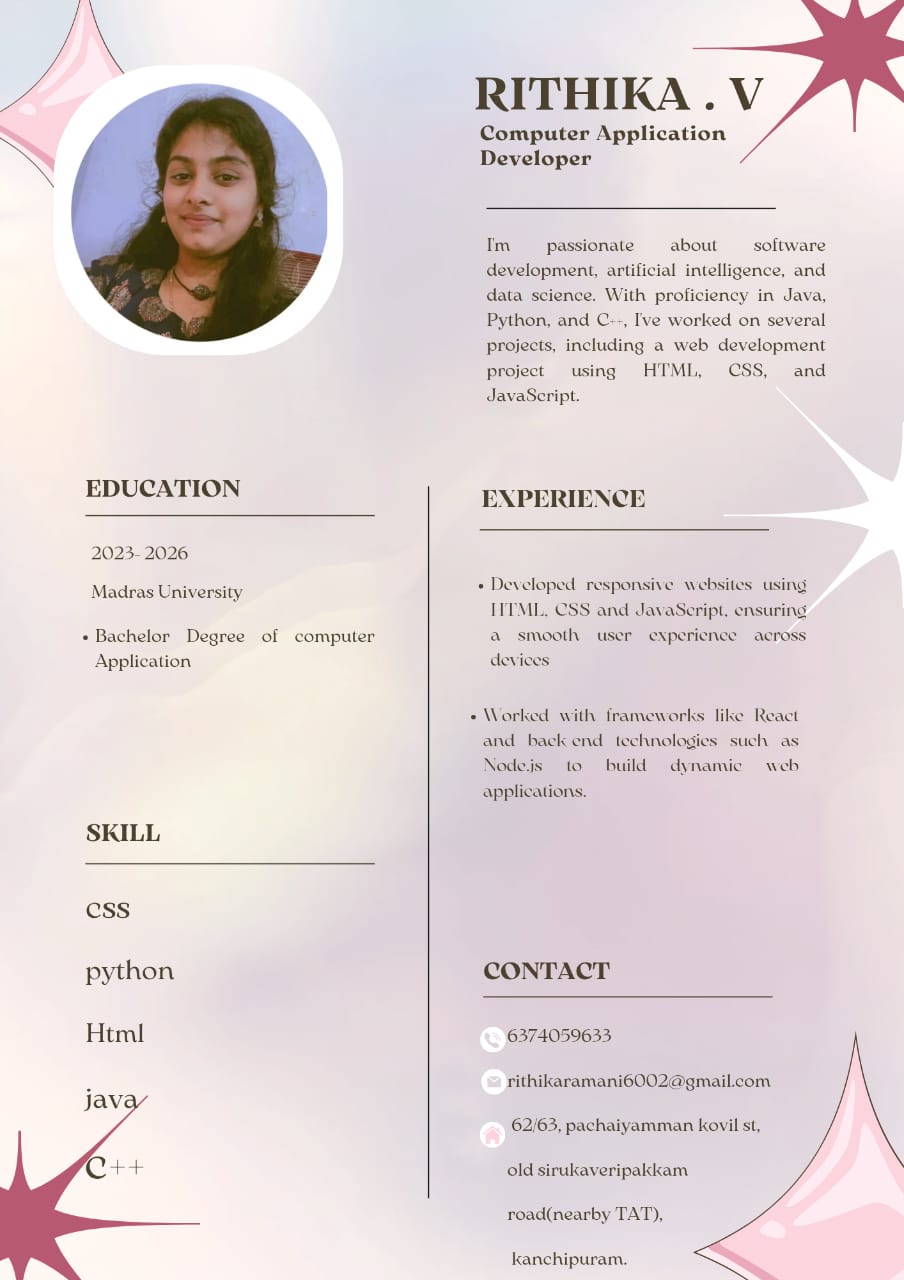 RITHIKA . V
Computer Application
Developer
I'm passionate about software
development, artificial intelligence, and
data science. With proficiency in Java,
Python, and C++, I've worked on several
projects, including a web development
project using HTML, CSS, and
JavaScript.
EDUCATION
2023- 2026
Madras University
• Bachelor Degree of computer
Application
SKILL
CSS
python
Html
java
C++
EXPERIENCE
• Developed responsive websites using
HTML, CSS and JavaScript, ensuring
a smooth user experience across
devices
• Worked with frameworks like React
and back-end technologies such as
Node.js to build dynamic web
applications.
CONTACT
6374059633
rithikaramani6002@gmail.com
62/63, pachaiyamman kovil st,
old sirukaveripakkam
road(nearby TAT),
kanchipuram.